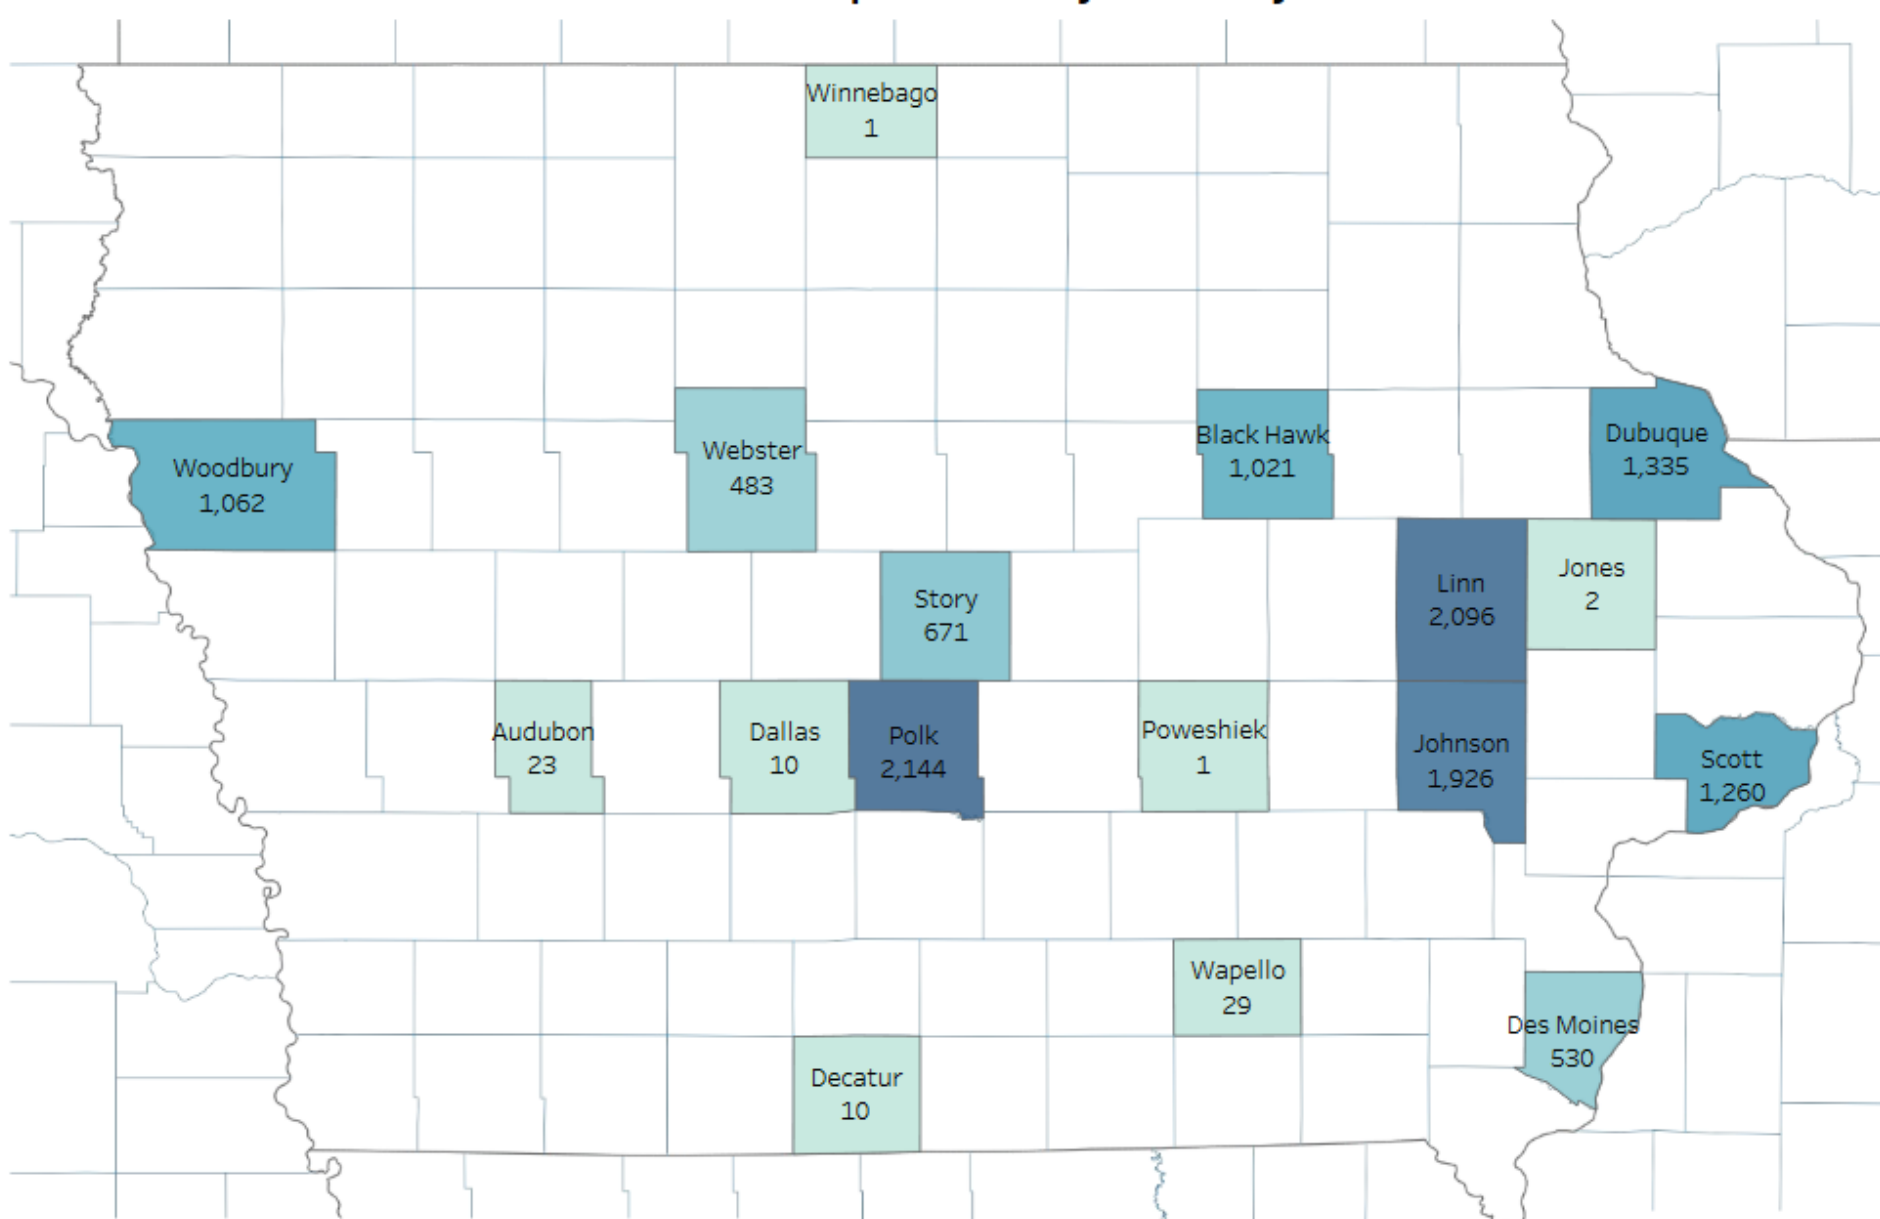 Winnebago
1
Woodbury
1,062
Webster
483
Black Hawk
1,021
Dubuque
1,335
Story
671
Linn
2,096
Jones
2
Audubon
23
Dallas
10
Polk
2,144
Poweshiek
1
Johnson
1,926
Scott
1,260
Wapello
29
Des Moines
530
Decatur
10